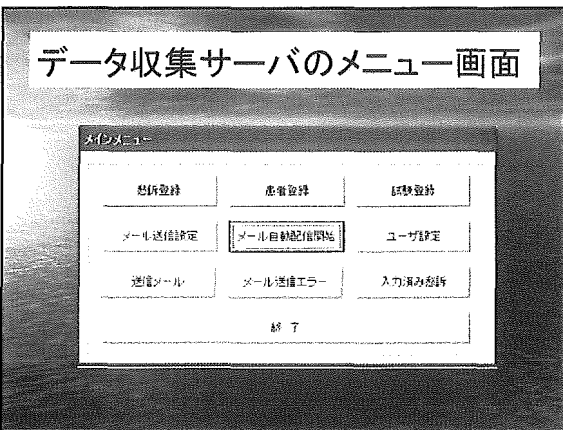 データ収集サーバのメニュー画面
メインメニュー
愁訴登録 患者登録 試験登録
メール送信設定 メール自動配信開始 ユーザ設定
送信メール メール送信エラー 入力済み愁訴
終了